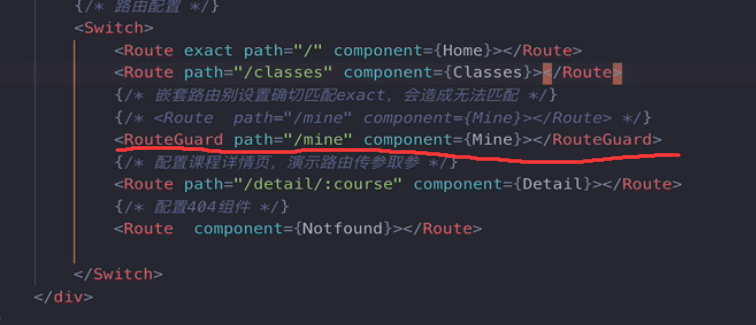 {/* 路由配置 */}
<Switch>
<Route exact path="/" component={Home}></Route>
<Route path="/classes" component={Classes}></Route>
{/* 嵌套路由别设置确切匹配exact，会造成无法匹配 */}
{/* <Route  path="/mine" component={Mine}></Route> */}
<RouteGuard path="/mine" component={Mine}></RouteGuard>
{/* 配置课程详情页，演示路由传参取参 */}
<Route path="/detail/:course" component={Detail}></Route>
{/* 配置404组件 */}
<Route  component={Notfound}></Route>
</Switch>
</div>